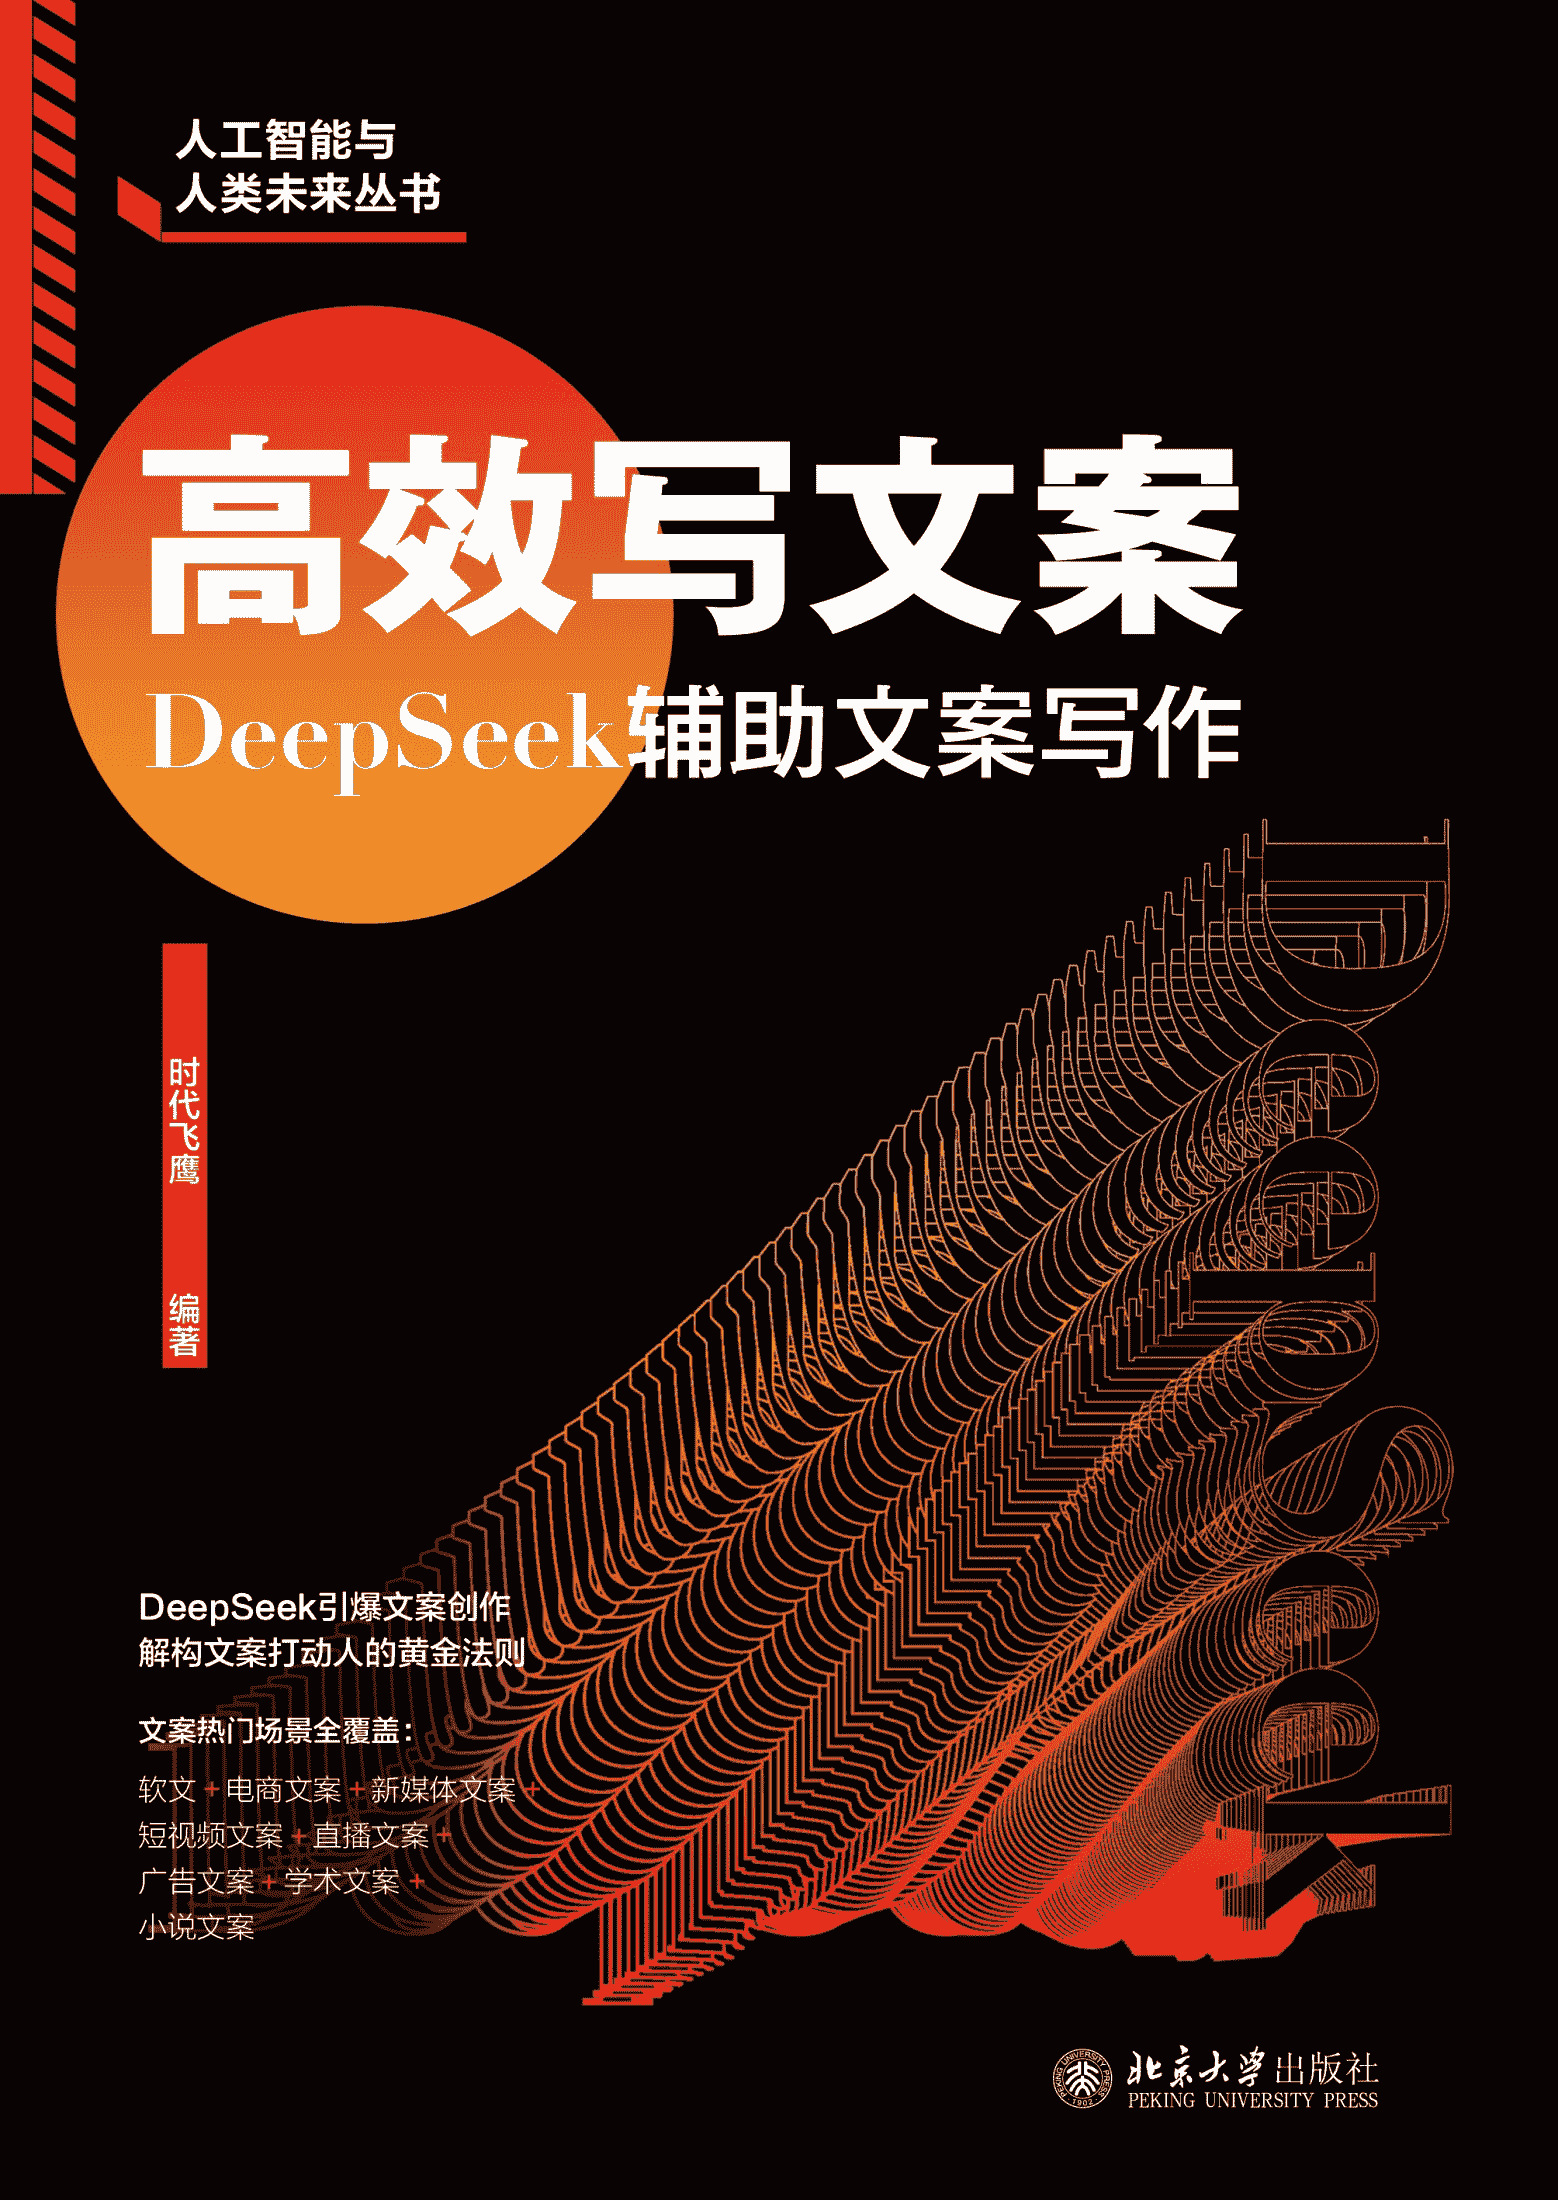 人工智能与
人类未来丛书
高效写文案
DeepSeek辅助文案写作
时代飞鹰 编著
DeepSeek引爆文案创作
解构文案打动人的黄金法则
文案热门场景全覆盖：
软文+电商文案+新媒体文案+
短视频文案+直播文案+
广告文案+学术文案+
小说文案
DeepSeek
PEKING UNIVERSITY PRESS
·1902·
北京大学出版社
PEKING UNIVERSITY PRESS